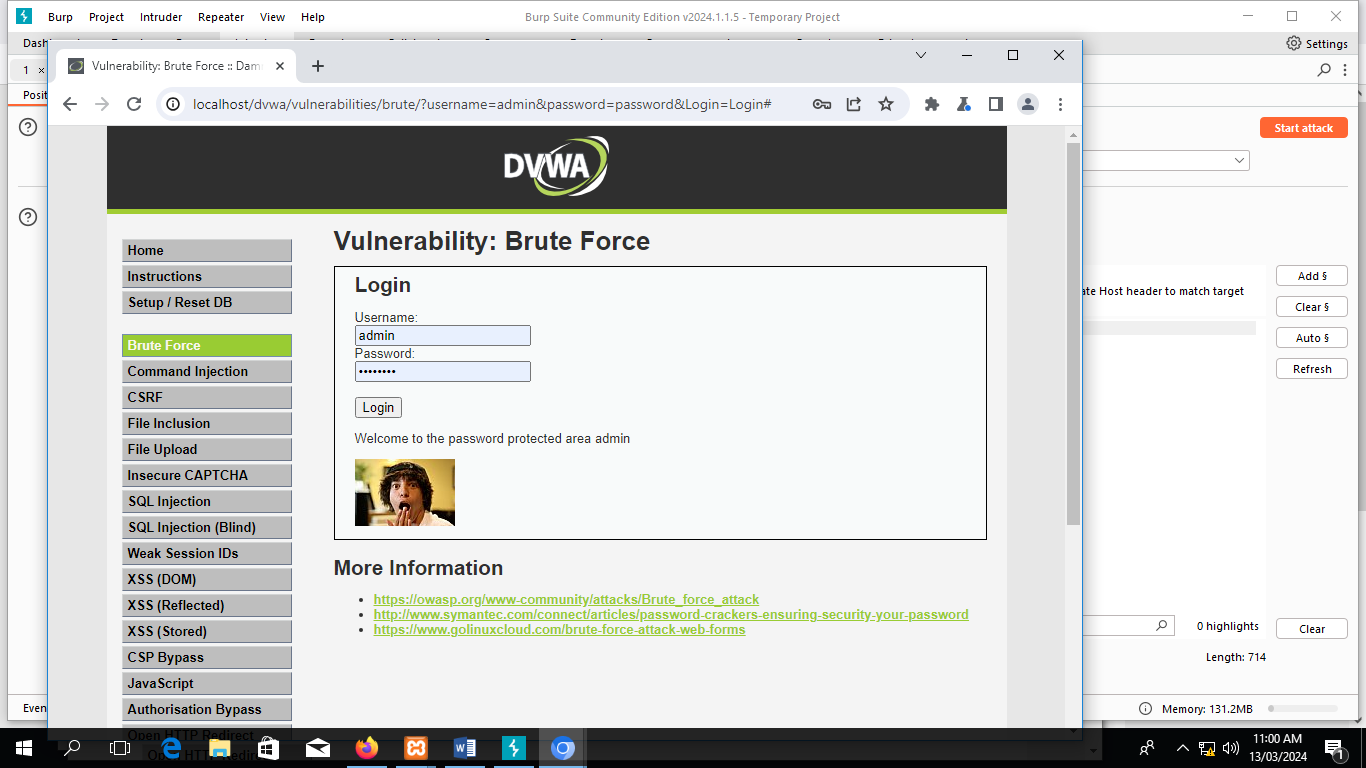 Burp Project Intruder Repeater View Help
Burp Suite Community Edition v2024.1.1.5 - Temporary Project
Settings
1 ×
Vulnerability: Brute Force :: Dam
localhost/dvwa/vulnerabilities/brute/?username=admin&password=password&Login=Login#
Start attack
DVWA
Home
Instructions
Setup / Reset DB
Brute Force
Command Injection
CSRF
File Inclusion
File Upload
Insecure CAPTCHA
SQL Injection
SQL Injection (Blind)
Weak Session IDs
XSS (DOM)
XSS (Reflected)
XSS (Stored)
CSP Bypass
JavaScript
Authorisation Bypass
Open HTTP Redirect
Vulnerability: Brute Force
Login
Username:
admin
Password:
••••••••
Login
Welcome to the password protected area admin
More Information
• https://owasp.org/www-community/attacks/Brute_force_attack
• http://www.symantec.com/connect/articles/password-crackers-ensuring-security-your-password
• https://www.golinuxcloud.com/brute-force-attack-web-forms
ate Host header to match target
Add §
Clear §
Auto §
Refresh
0 highlights
Clear
Length: 714
Even
Memory: 131.2MB
11:00 AM
13/03/2024
1